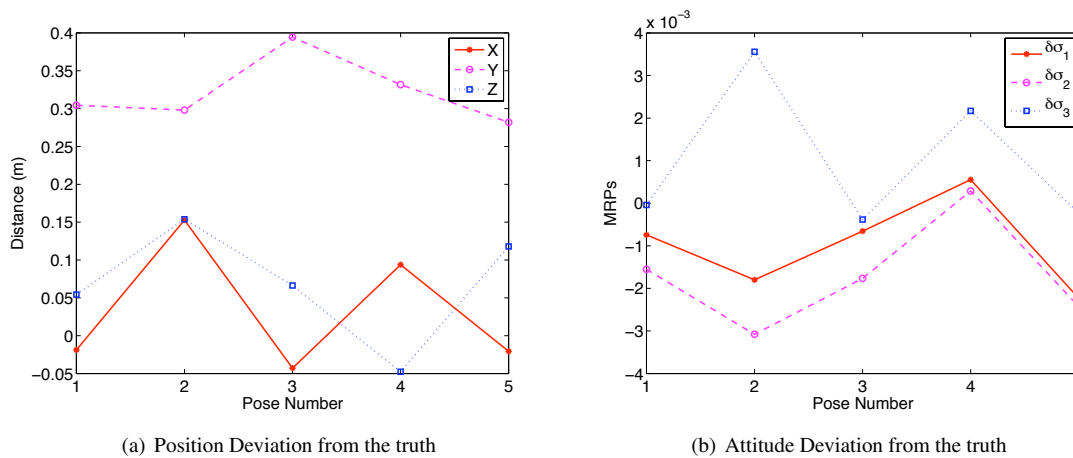 0.4
0.35
0.3
0.25
0.2
0.15
0.1
0.05
0
−0.05
Distance (m)
1 2 3 4 5
Pose Number
X
Y
Z
(a) Position Deviation from the truth
x 10−3
4
3
2
1
0
−1
−2
−3
−4
MRPs
1 2 3 4
Pose Number
δσ1
δσ2
δσ3
(b) Attitude Deviation from the truth